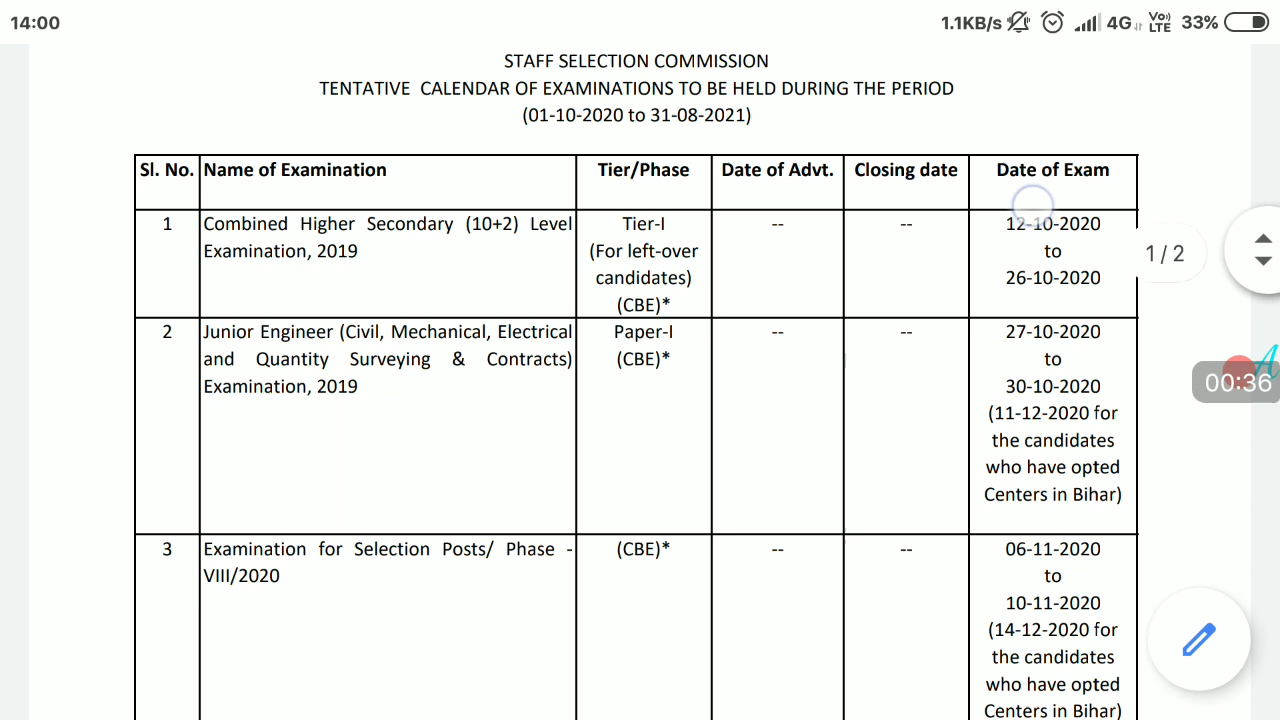 14:00
1.1KB/s 4G Vo) LTE 33%
STAFF SELECTION COMMISSION
TENTATIVE CALENDAR OF EXAMINATIONS TO BE HELD DURING THE PERIOD
(01-10-2020 to 31-08-2021)
Sl. No. Name of Examination Tier/Phase Date of Advt. Closing date Date of Exam
1 Combined Higher Secondary (10+2) Level Tier-I -- -- 12-10-2020
Examination, 2019 (For left-over to
candidates) 26-10-2020
(CBE)*
1 / 2
2 Junior Engineer (Civil, Mechanical, Electrical Paper-I -- -- 27-10-2020
and Quantity Surveying & Contracts) (CBE)* to
Examination, 2019 30-10-2020
00:36
(11-12-2020 for
the candidates
who have opted
Centers in Bihar)
3 Examination for Selection Posts/ Phase - (CBE)* -- -- 06-11-2020
VIII/2020 to
10-11-2020
(14-12-2020 for
the candidates
who have opted
Centers in Bihar)